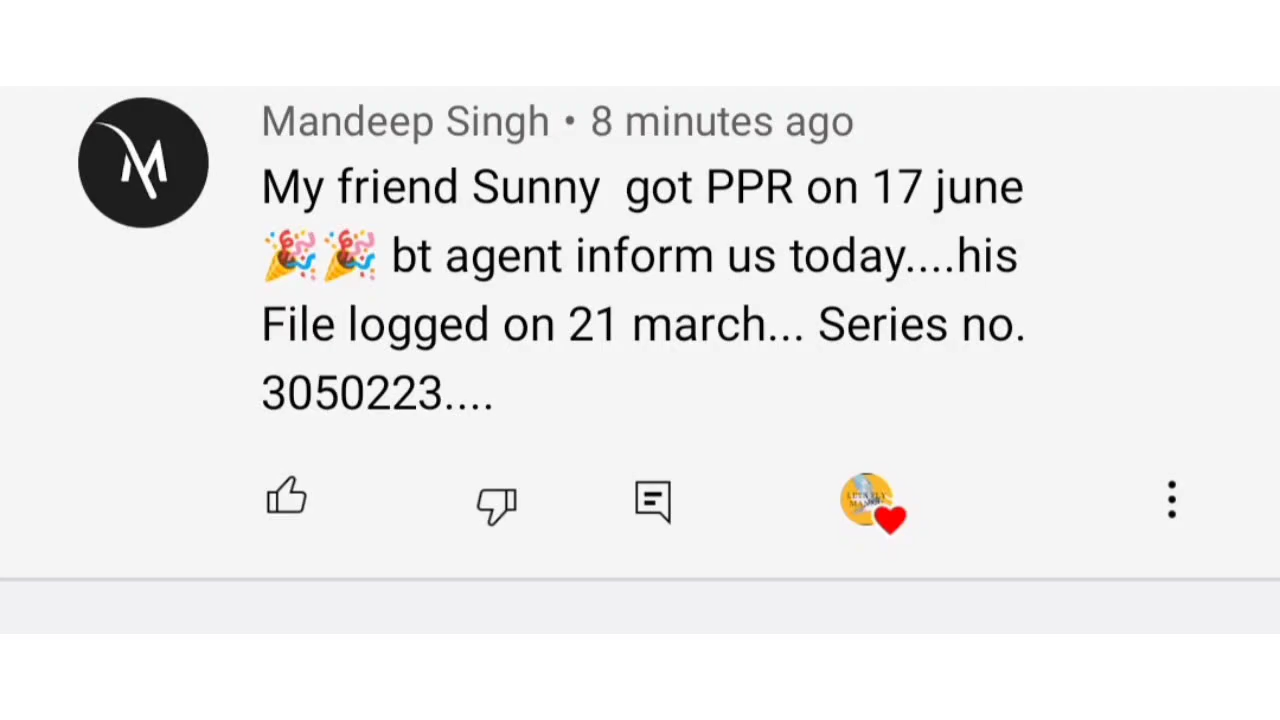 Mandeep Singh • 8 minutes ago
My friend Sunny got PPR on 17 june
🎉🎉 bt agent inform us today....his
File logged on 21 march... Series no.
3050223....